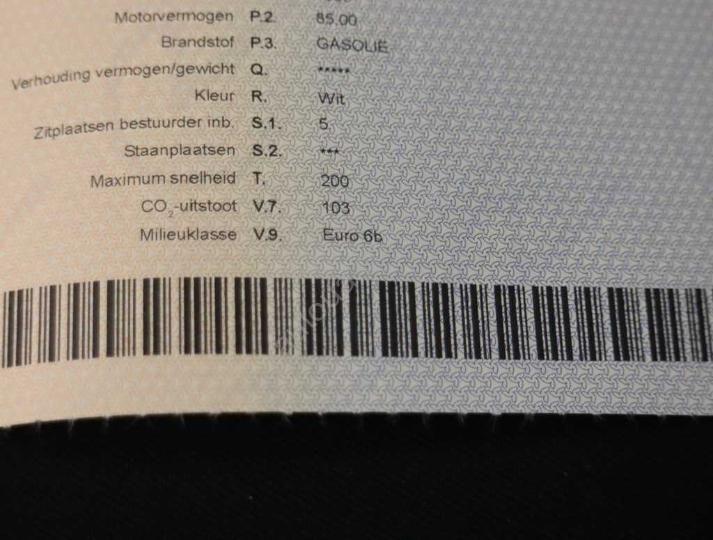 Motorvermogen P.2. 85.00
Brandstof P.3. GASOLIE
Verhouding vermogen/gewicht Q. *****
Kleur R. Wit
Zitplaatsen bestuurder inb. S.1. 5
Staanplaatsen S.2. ***
Maximum snelheid T. 200
CO₂-uitstoot V.7. 103
Milieuklasse V.9. Euro 6b